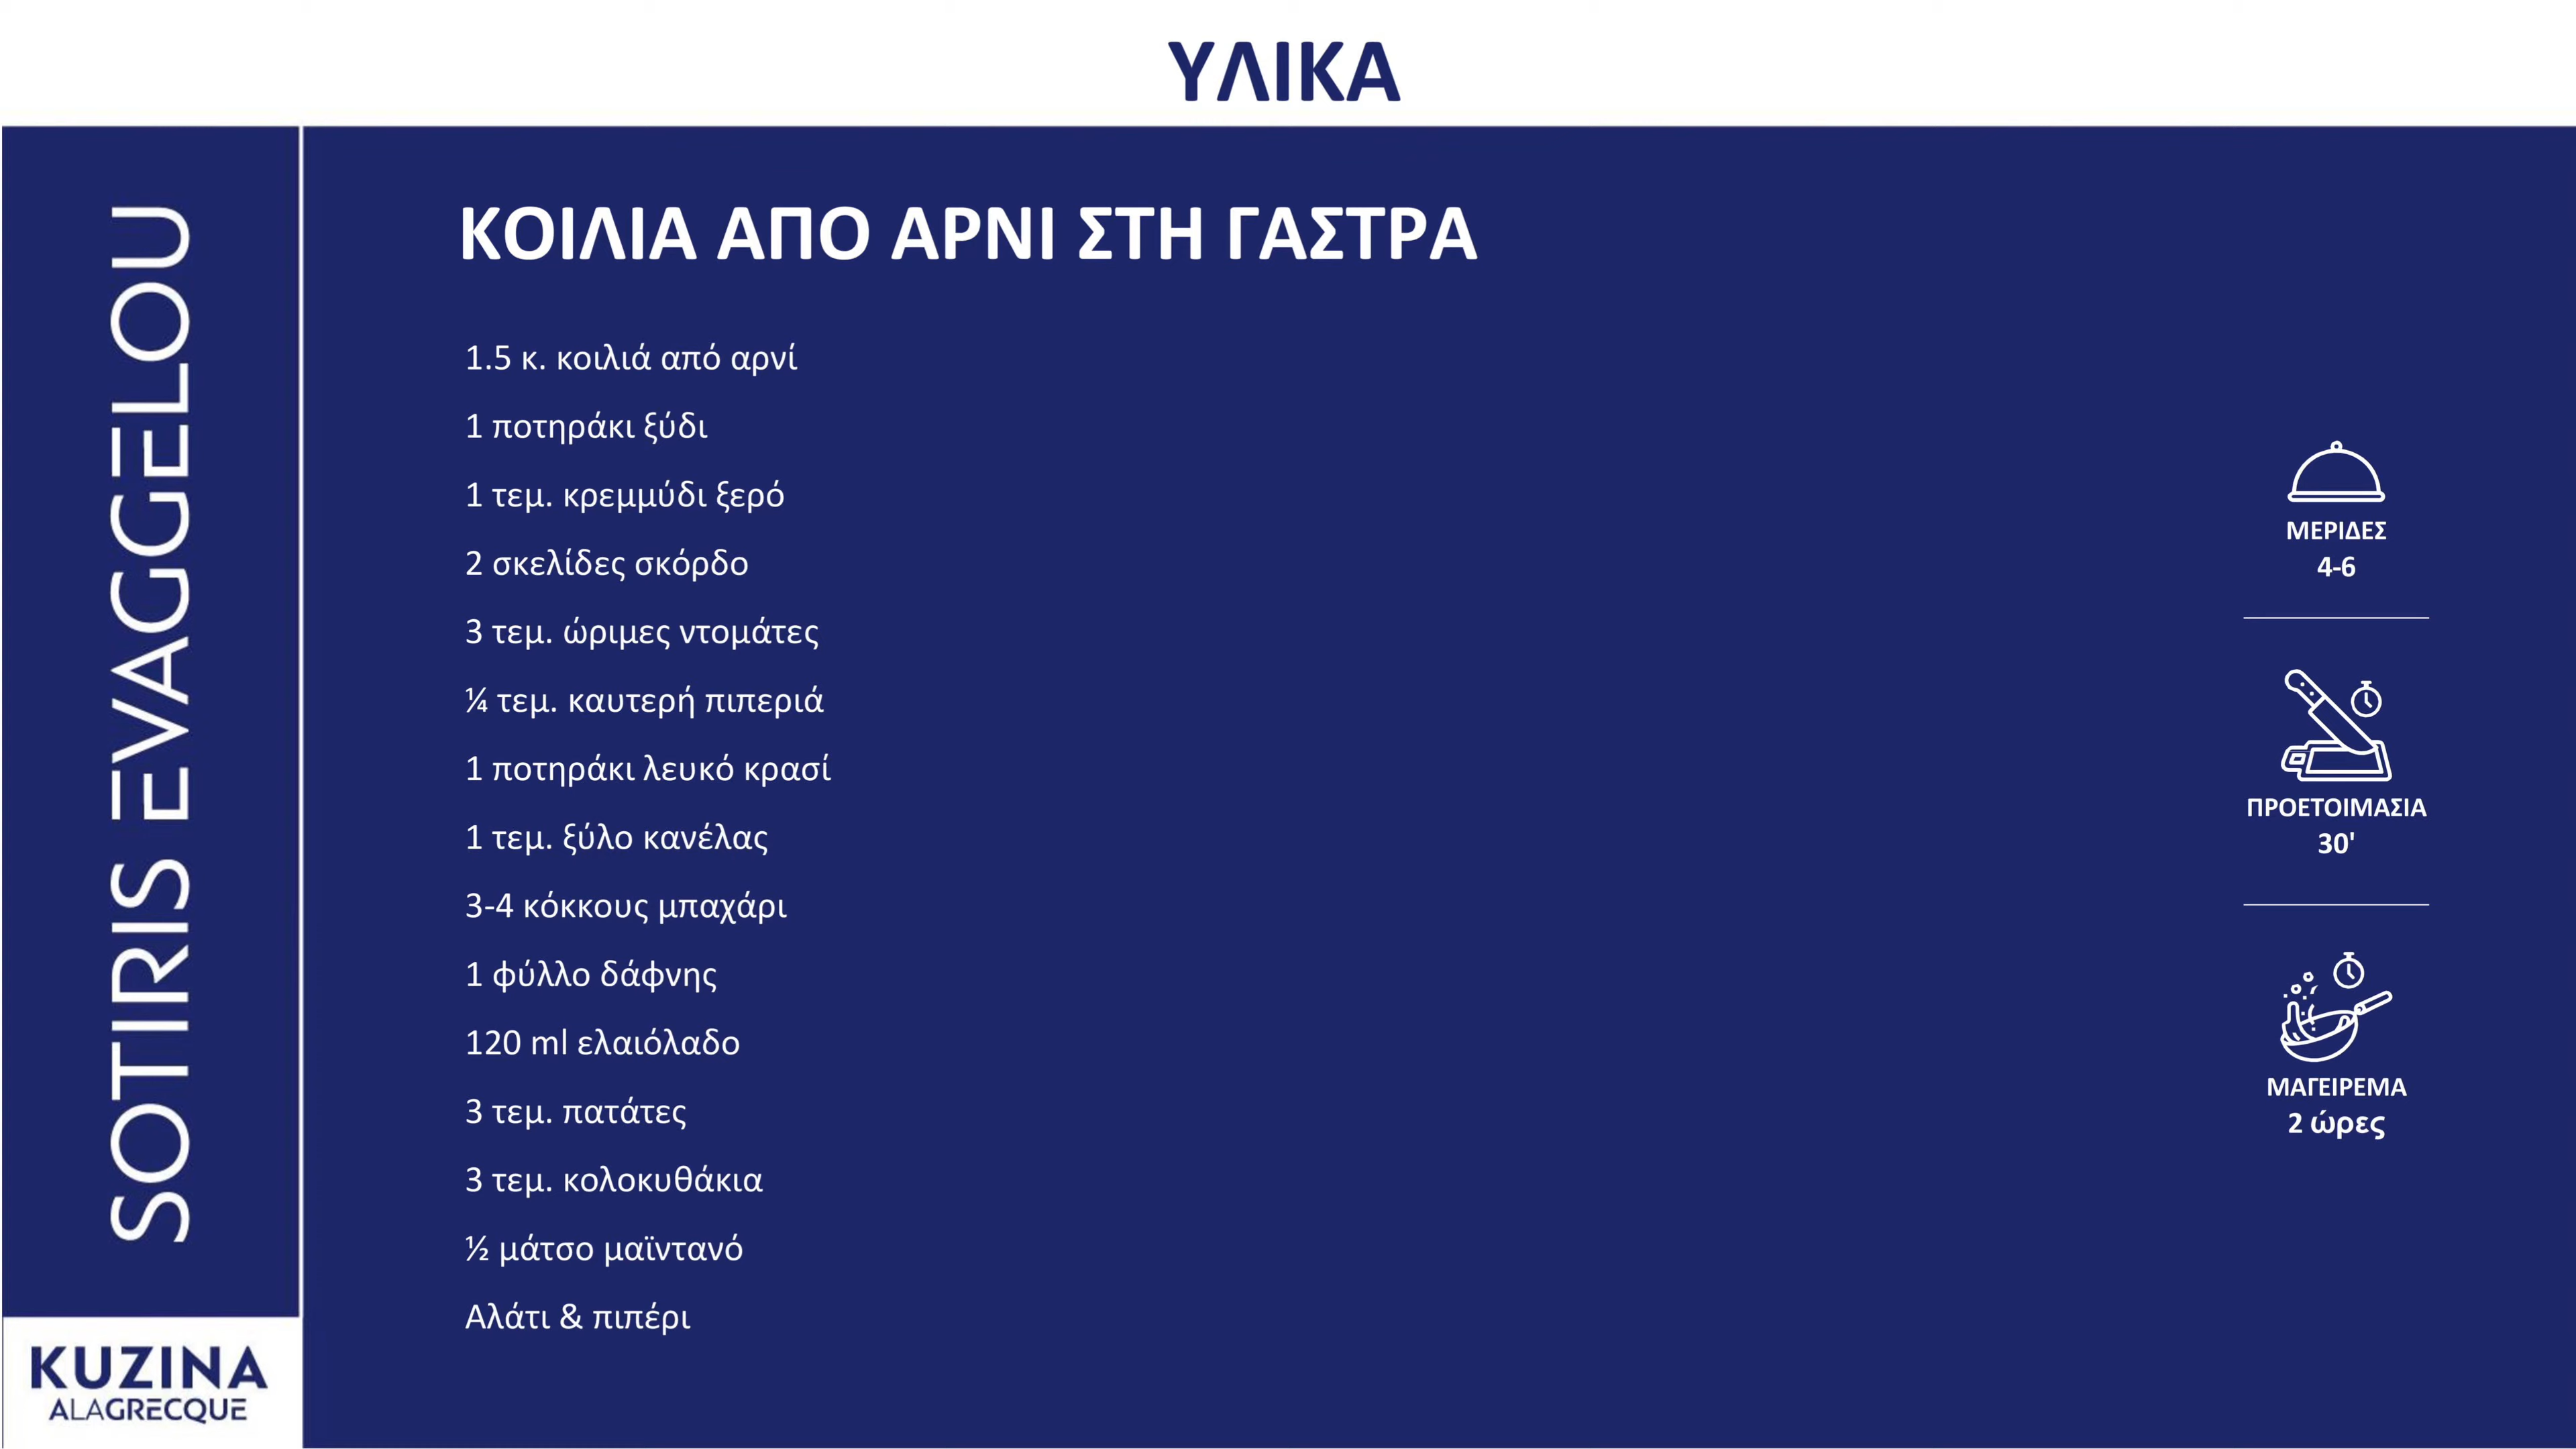 ΥΛΙΚΑ
SOTIRIS EVAGGELOU
ΚΟΙΛΙΑ ΑΠΟ ΑΡΝΙ ΣΤΗ ΓΑΣΤΡΑ
1.5 κ. κοιλιά από αρνί
1 ποτηράκι ξύδι
1 τεμ. κρεμμύδι ξερό
2 σκελίδες σκόρδο
3 τεμ. ώριμες ντομάτες
¼ τεμ. καυτερή πιπεριά
1 ποτηράκι λευκό κρασί
1 τεμ. ξύλο κανέλας
3-4 κόκκους μπαχάρι
1 φύλλο δάφνης
120 ml ελαιόλαδο
3 τεμ. πατάτες
3 τεμ. κολοκυθάκια
½ μάτσο μαϊντανό
Αλάτι & πιπέρι
ΜΕΡΙΔΕΣ
4-6
ΠΡΟΕΤΟΙΜΑΣΙΑ
30'
ΜΑΓΕΙΡΕΜΑ
2 ώρες
KUZINA
ALAGRECQUE